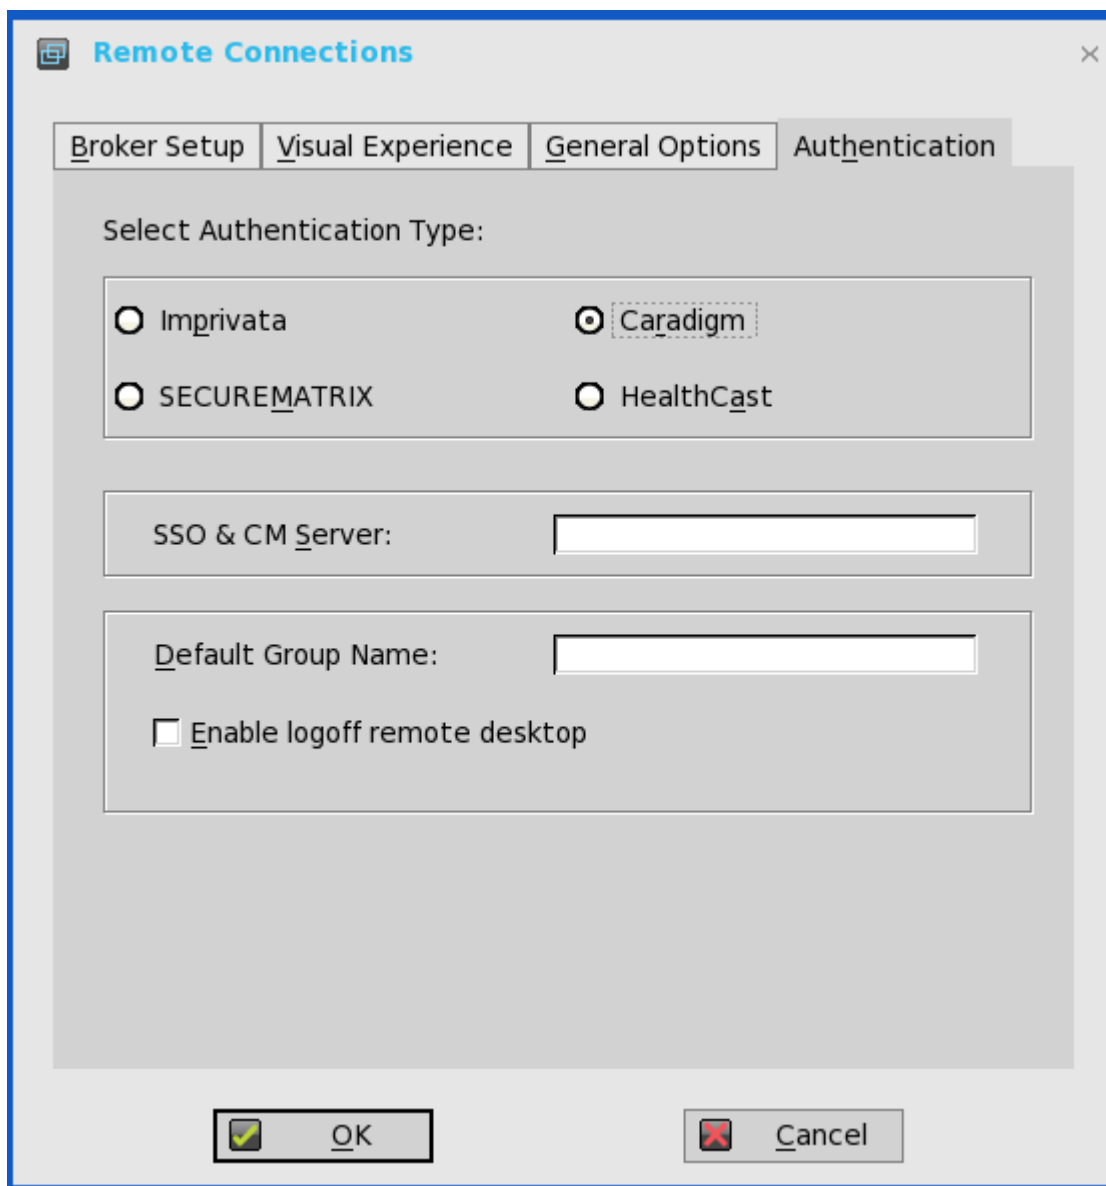 Remote Connections
Broker Setup Visual Experience General Options Authentication
Select Authentication Type:
Imprivata Caradigm
SECUREMATRIX HealthCast
SSO & CM Server:
Default Group Name:
Enable logoff remote desktop
OK Cancel